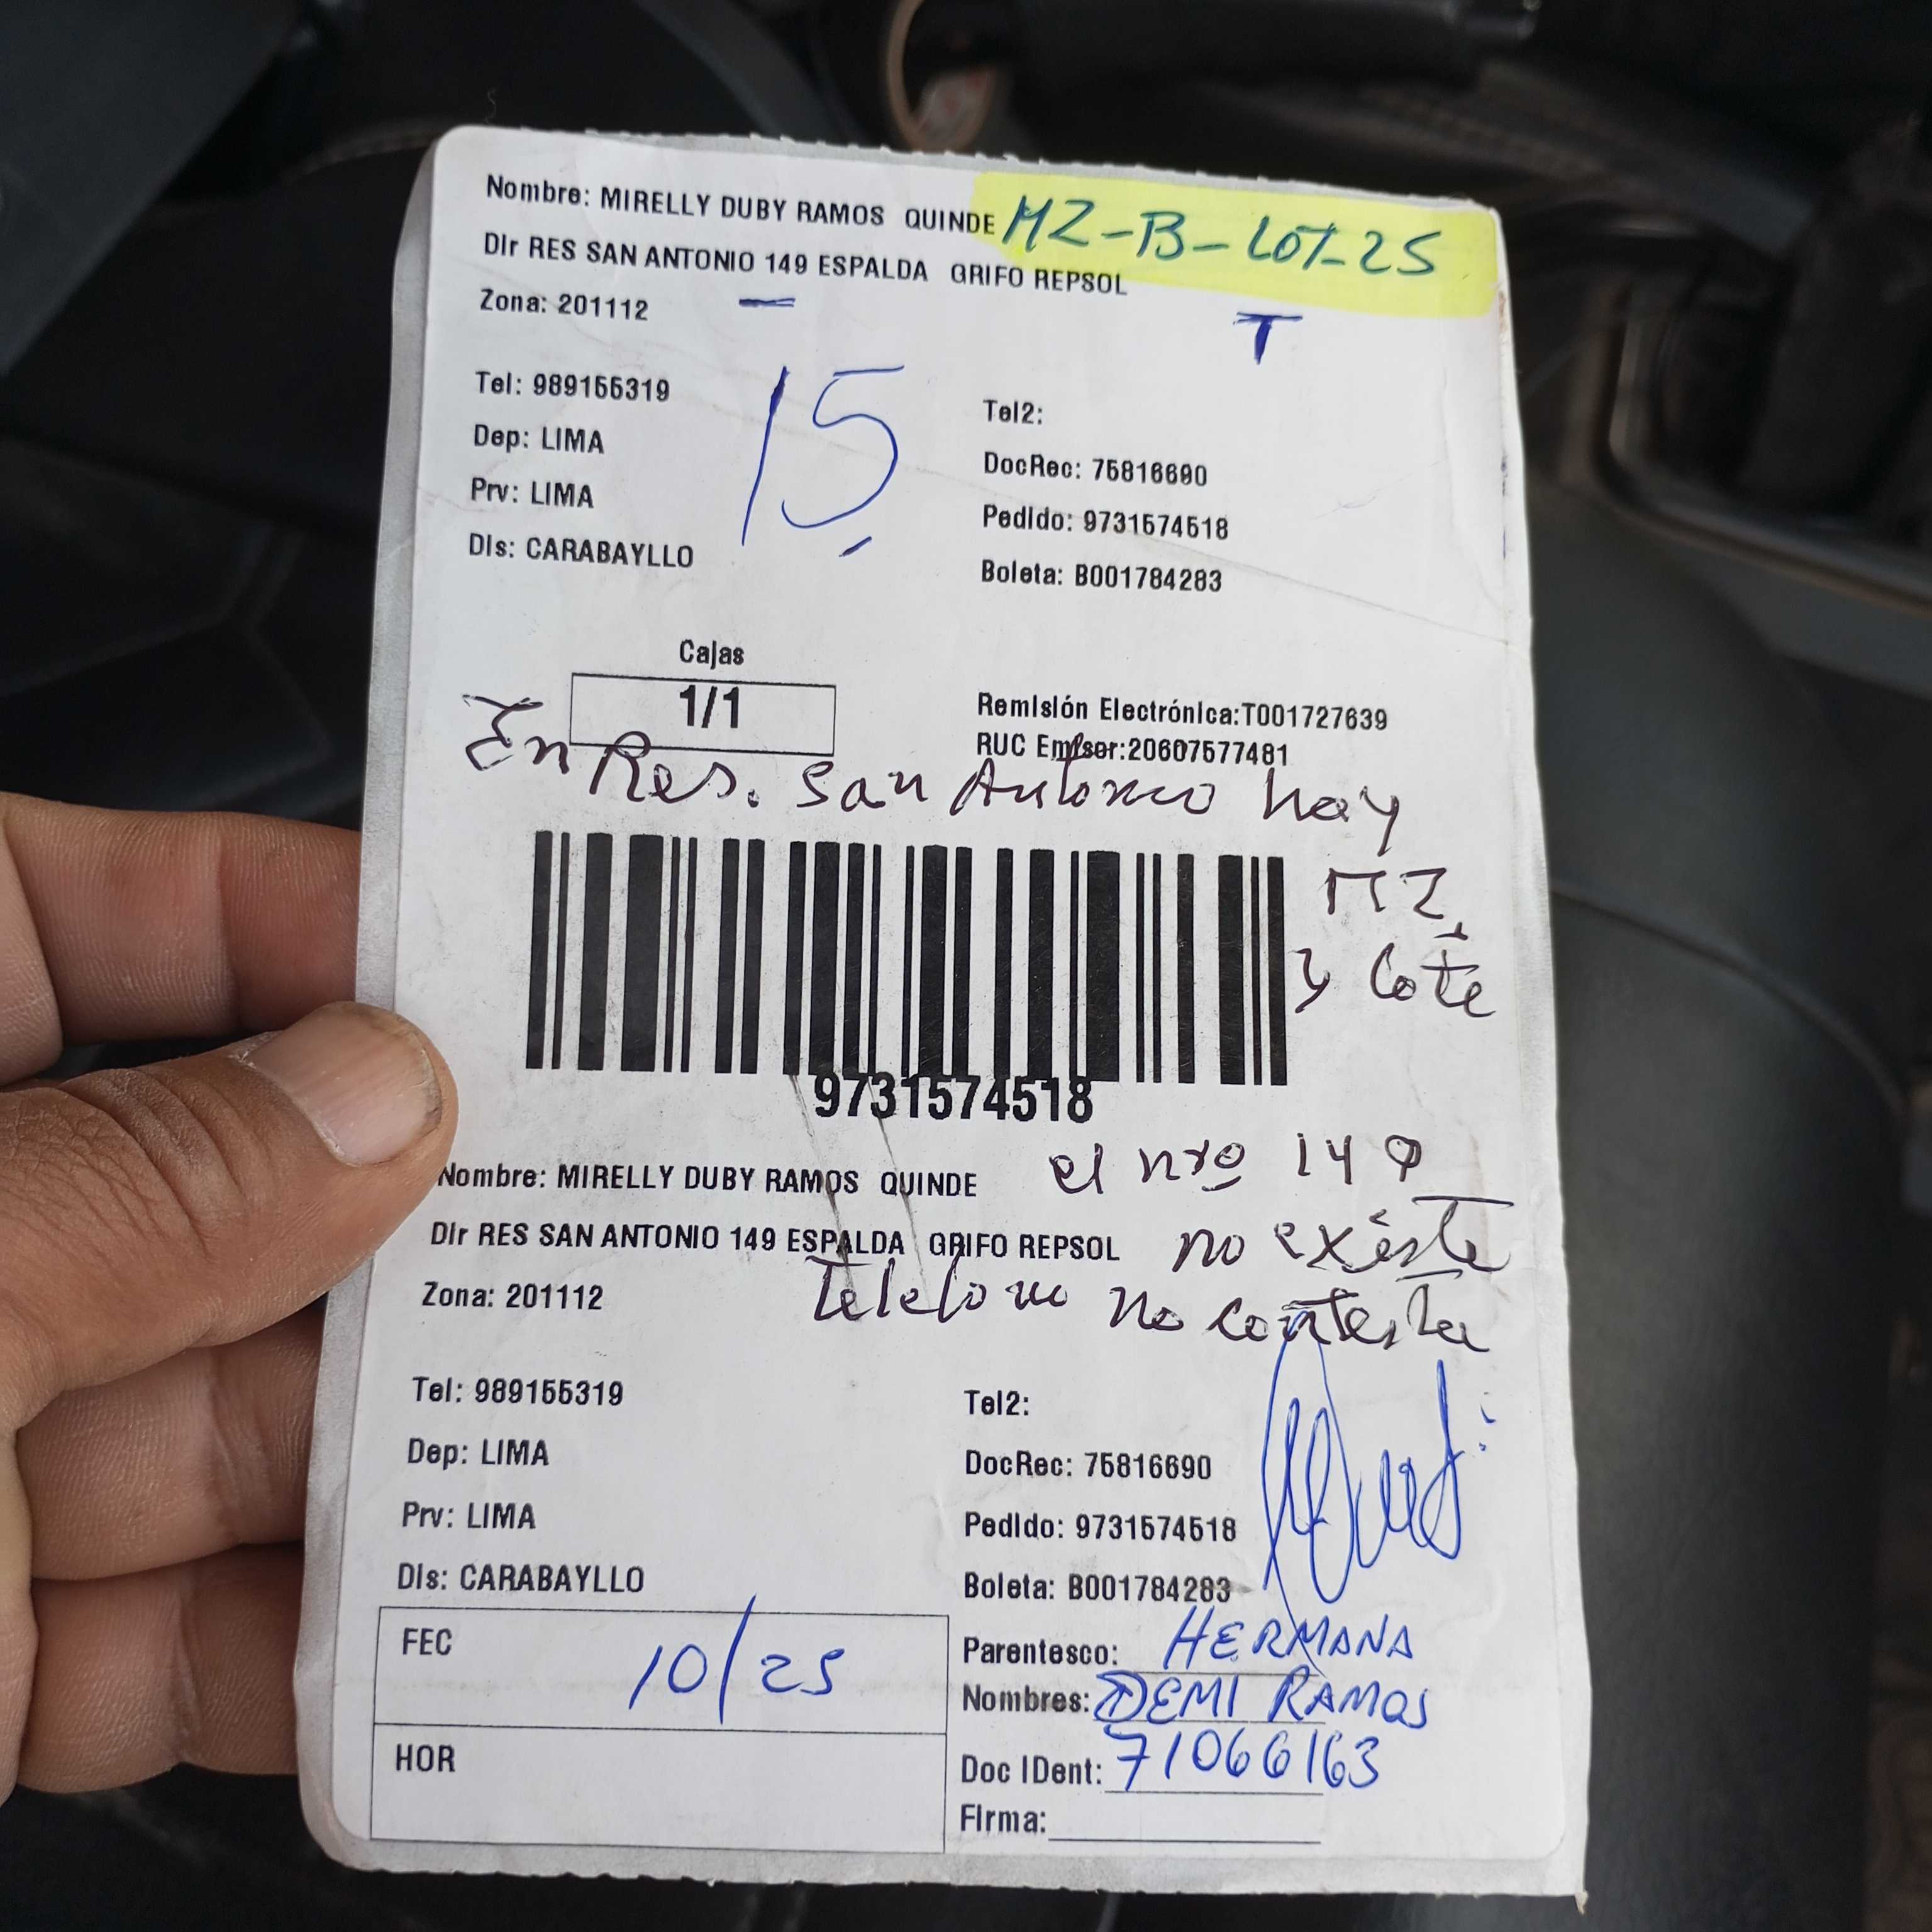 Nombre: MIRELLY DUBY RAMOS QUINDE MZ-B-LOT-25
Dir RES SAN ANTONIO 149 ESPALDA GRIFO REPSOL
Zona: 201112
T
15
Tel: 989155319
Tel2:
Dep: LIMA
DocRec: 75816690
Prv: LIMA
Pedido: 9731574518
Dis: CARABAYLLO
Boleta: B001784283
Cajas
1/1
Remisión Electrónica:T001727639
RUC Emisor:20607577481
En Res. San Antonio hay
MZ.
y Lote
9731574518
el nro 149
Nombre: MIRELLY DUBY RAMOS QUINDE
no existe
Dir RES SAN ANTONIO 149 ESPALDA GRIFO REPSOL
Telefono no contesta
Zona: 201112
Tel: 989155319
Tel2:
Dep: LIMA
DocRec: 75816690
Prv: LIMA
Pedido: 9731574518
Dis: CARABAYLLO
Boleta: B001784283
FEC 10/25
Parentesco: HERMANA
Nombres: DEMI RAMOS
HOR
Doc IDent: 71066163
Firma: